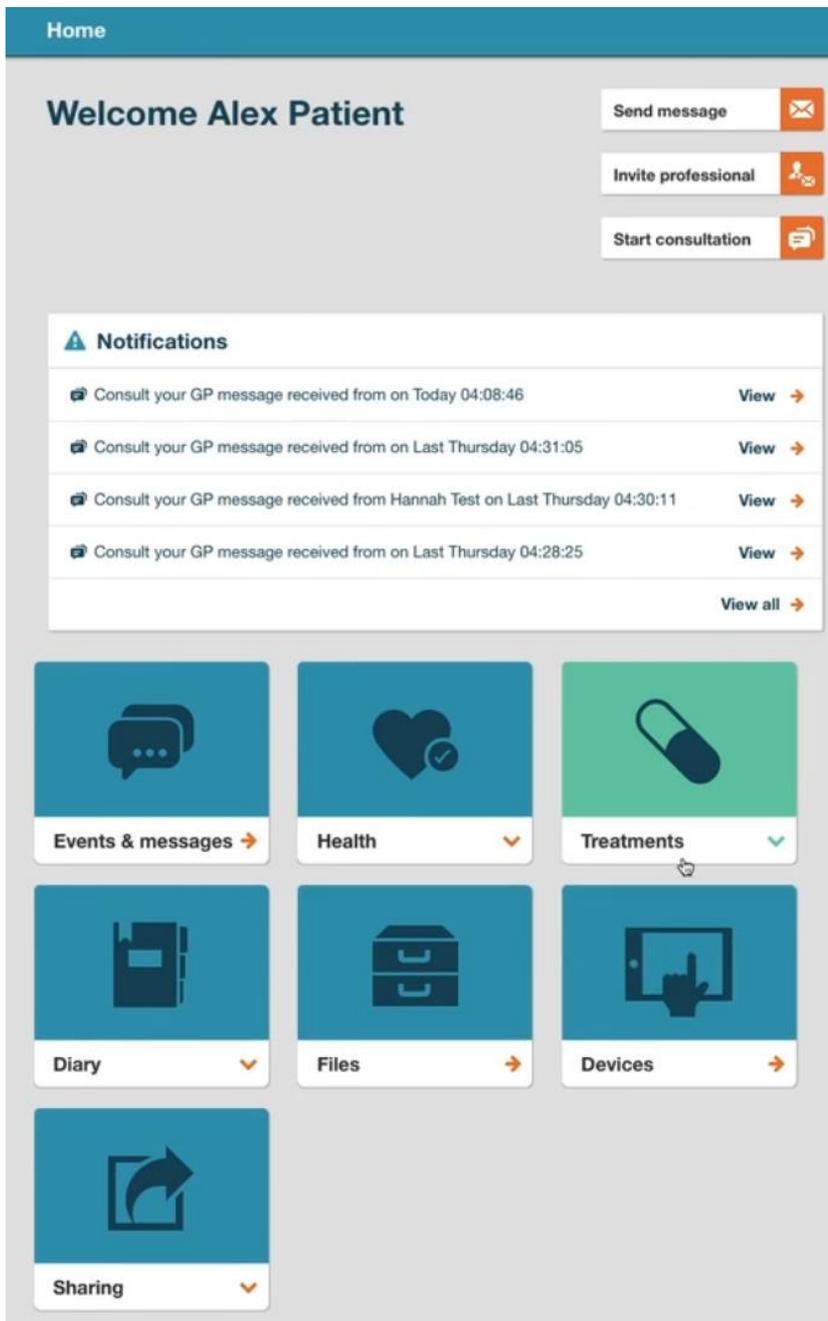 Home
Welcome Alex Patient
Send message
Invite professional
Start consultation
Notifications
Consult your GP message received from on Today 04:08:46 View
Consult your GP message received from on Last Thursday 04:31:05 View
Consult your GP message received from Hannah Test on Last Thursday 04:30:11 View
Consult your GP message received from on Last Thursday 04:28:25 View
View all
Events & messages Health Treatments
Diary Files Devices
Sharing